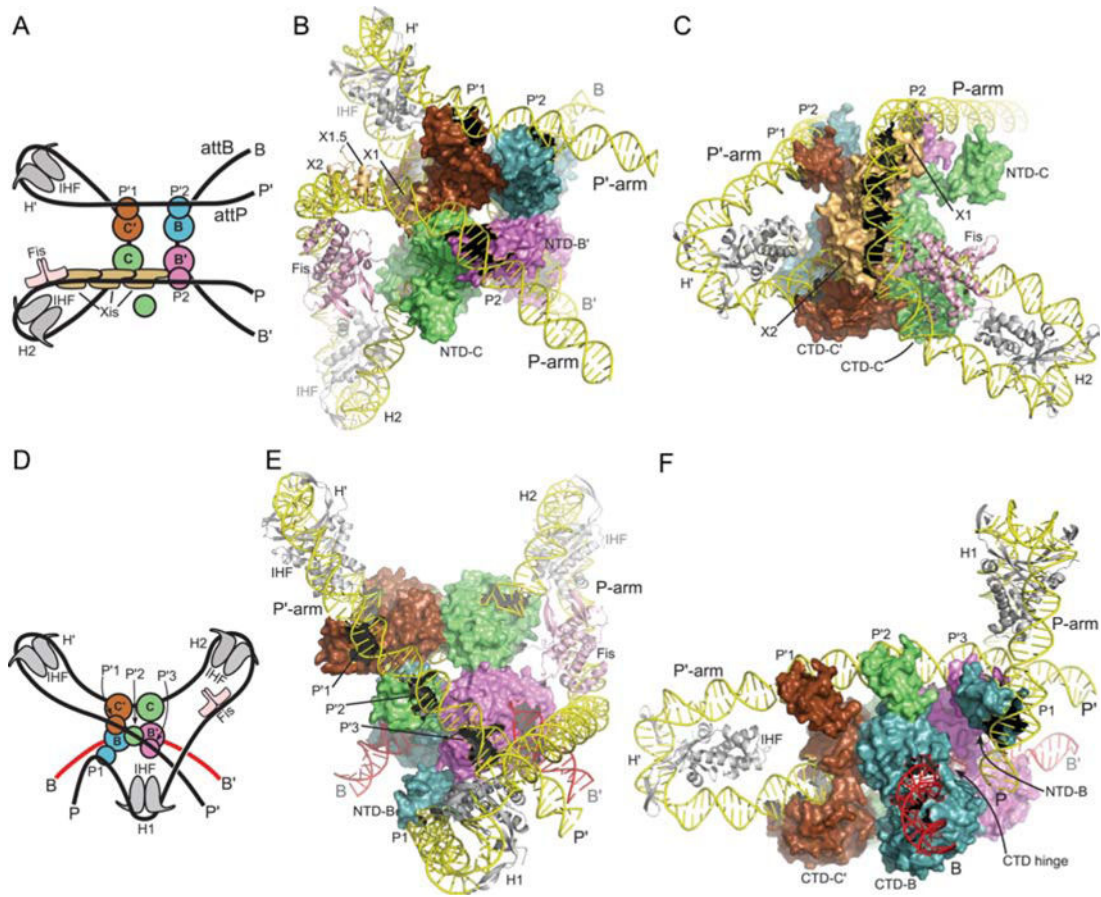 A
attB
B
IHF
P'1
P'2
P'
H'
attP
C'
B
Fis
C
B'
IHF
Xis
P2
P
H2
B'
B
H'
P'1
P'2
B
IHF
X1.5
X2
X1
P'-arm
Fis
NTD-B'
P2
B'
NTD-C
P-arm
IHF
H2
C
P2
P-arm
P'2
P'1
P'-arm
NTD-C
X1
Fis
H'
X2
CTD-C'
CTD-C
H2
D
H'
H2
IHF
P'1
P'2
P'3
IHF
C'
C
Fis
B
B'
P1
IHF
B
B'
P
P'
H1
E
H'
H2
IHF
IHF
P'-arm
P-arm
Fis
P'1
P'2
P'3
B
B'
NTD-B
P1
P'
H1
F
H1
P-arm
P'2
P'3
P'-arm
P'1
P1
P'
IHF
H'
B'
P
NTD-B
CTD hinge
B
CTD-C'
CTD-B